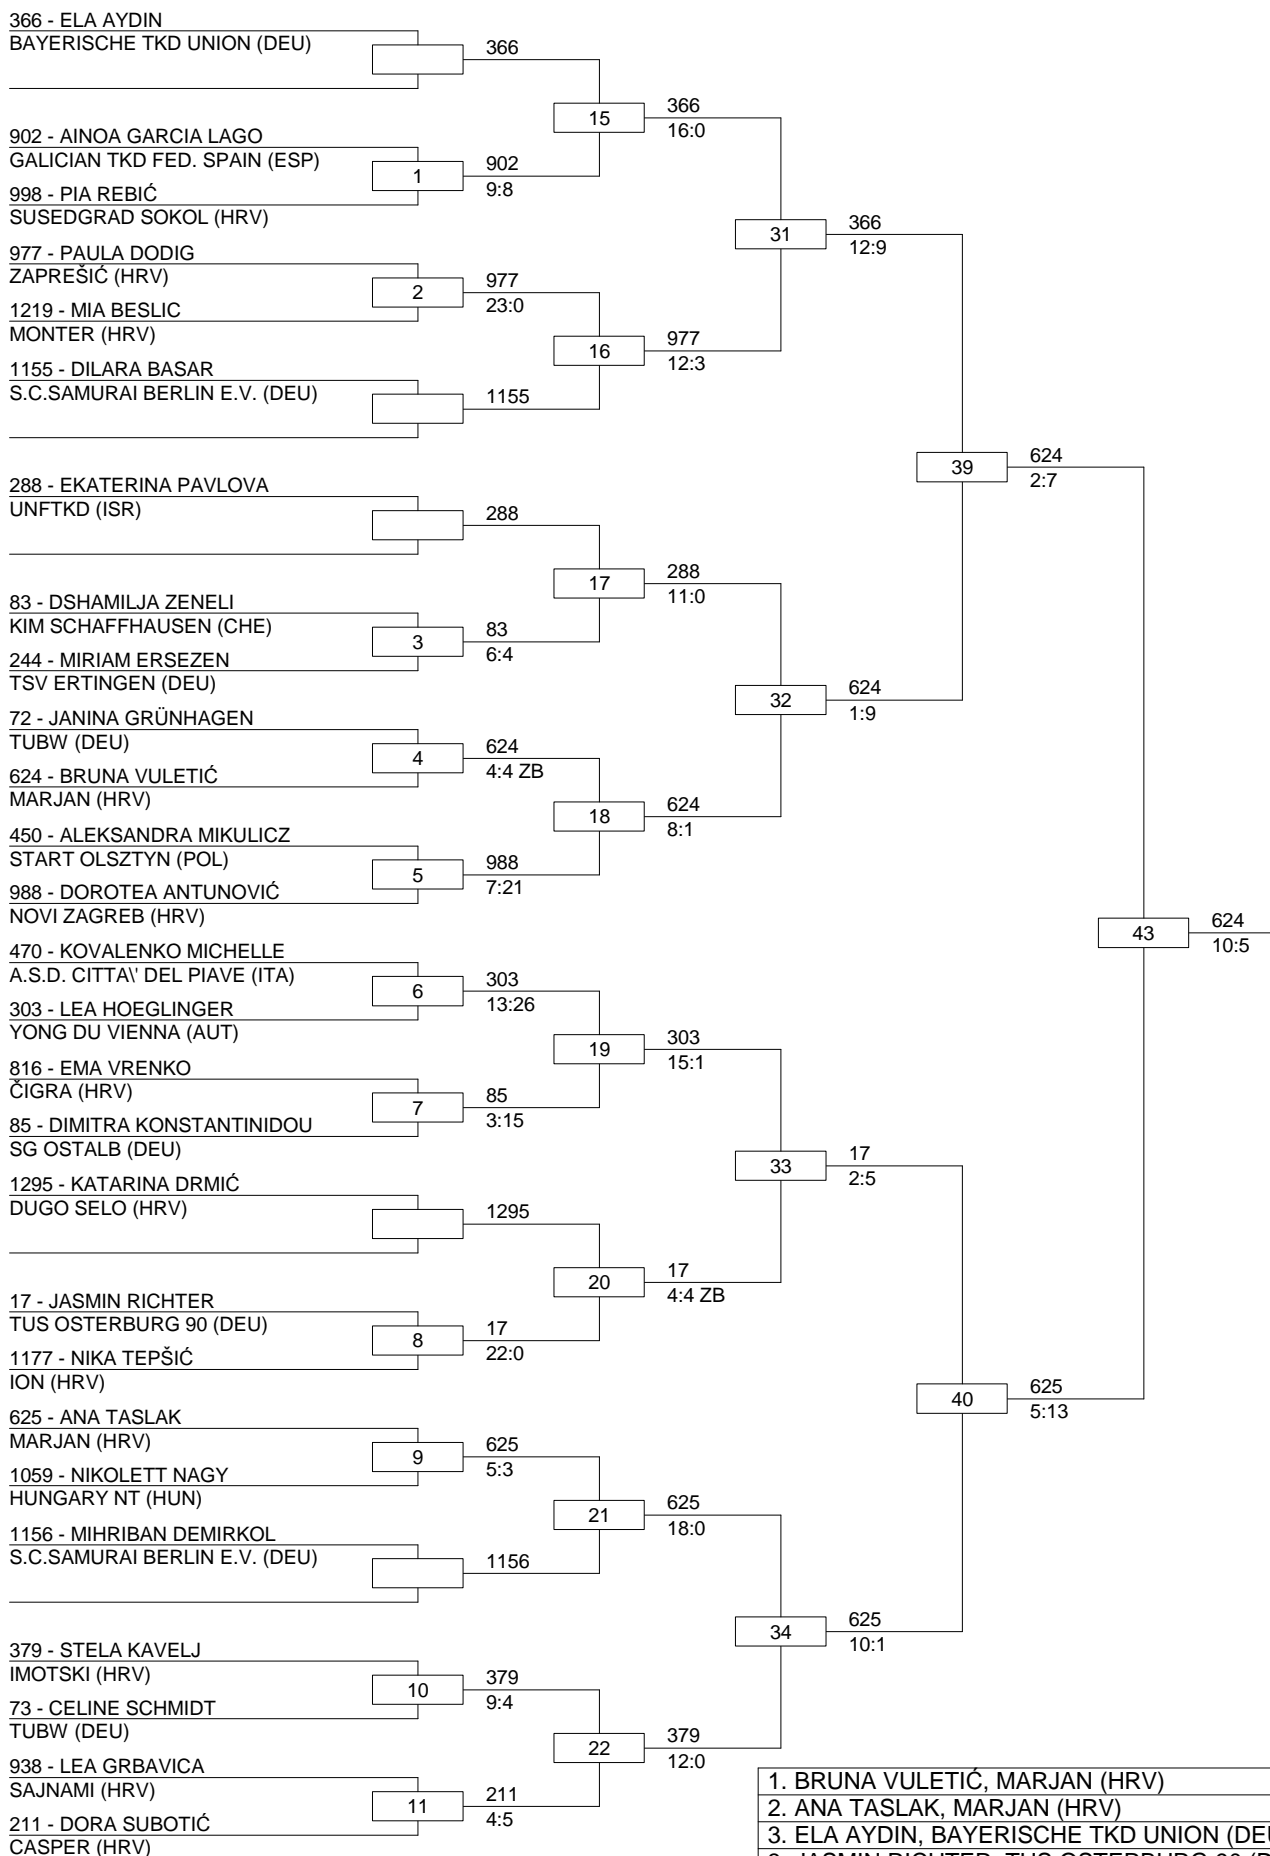 366 - ELA AYDIN
BAYERISCHE TKD UNION (DEU)
366
15
366
16:0
902 - AINOA GARCIA LAGO
GALICIAN TKD FED. SPAIN (ESP)
1
902
9:8
998 - PIA REBIĆ
SUSEDGRAD SOKOL (HRV)
31
366
12:9
977 - PAULA DODIG
ZAPREŠIĆ (HRV)
2
977
23:0
1219 - MIA BESLIC
MONTER (HRV)
16
977
12:3
1155 - DILARA BASAR
S.C.SAMURAI BERLIN E.V. (DEU)
1155
39
624
2:7
288 - EKATERINA PAVLOVA
UNFTKD (ISR)
288
17
288
11:0
83 - DSHAMILJA ZENELI
KIM SCHAFFHAUSEN (CHE)
3
83
6:4
244 - MIRIAM ERSEZEN
TSV ERTINGEN (DEU)
32
624
1:9
72 - JANINA GRÜNHAGEN
TUBW (DEU)
4
624
4:4 ZB
624 - BRUNA VULETIĆ
MARJAN (HRV)
18
624
8:1
450 - ALEKSANDRA MIKULICZ
START OLSZTYN (POL)
5
988
7:21
988 - DOROTEA ANTUNOVIĆ
NOVI ZAGREB (HRV)
43
624
10:5
470 - KOVALENKO MICHELLE
A.S.D. CITTA\' DEL PIAVE (ITA)
6
303
13:26
303 - LEA HOEGLINGER
YONG DU VIENNA (AUT)
19
303
15:1
816 - EMA VRENKO
ČIGRA (HRV)
7
85
3:15
85 - DIMITRA KONSTANTINIDOU
SG OSTALB (DEU)
33
17
2:5
1295 - KATARINA DRMIĆ
DUGO SELO (HRV)
1295
20
17
4:4 ZB
17 - JASMIN RICHTER
TUS OSTERBURG 90 (DEU)
8
17
22:0
1177 - NIKA TEPŠIĆ
ION (HRV)
40
625
5:13
625 - ANA TASLAK
MARJAN (HRV)
9
625
5:3
1059 - NIKOLETT NAGY
HUNGARY NT (HUN)
21
625
18:0
1156 - MIHRIBAN DEMIRKOL
S.C.SAMURAI BERLIN E.V. (DEU)
1156
34
625
10:1
379 - STELA KAVELJ
IMOTSKI (HRV)
10
379
9:4
73 - CELINE SCHMIDT
TUBW (DEU)
22
379
12:0
938 - LEA GRBAVICA
SAJNAMI (HRV)
11
211
4:5
211 - DORA SUBOTIĆ
CASPER (HRV)
1. BRUNA VULETIĆ, MARJAN (HRV)
2. ANA TASLAK, MARJAN (HRV)
3. ELA AYDIN, BAYERISCHE TKD UNION (DEU
3. JASMIN RICHTER, TUS OSTERBURG 90 (D